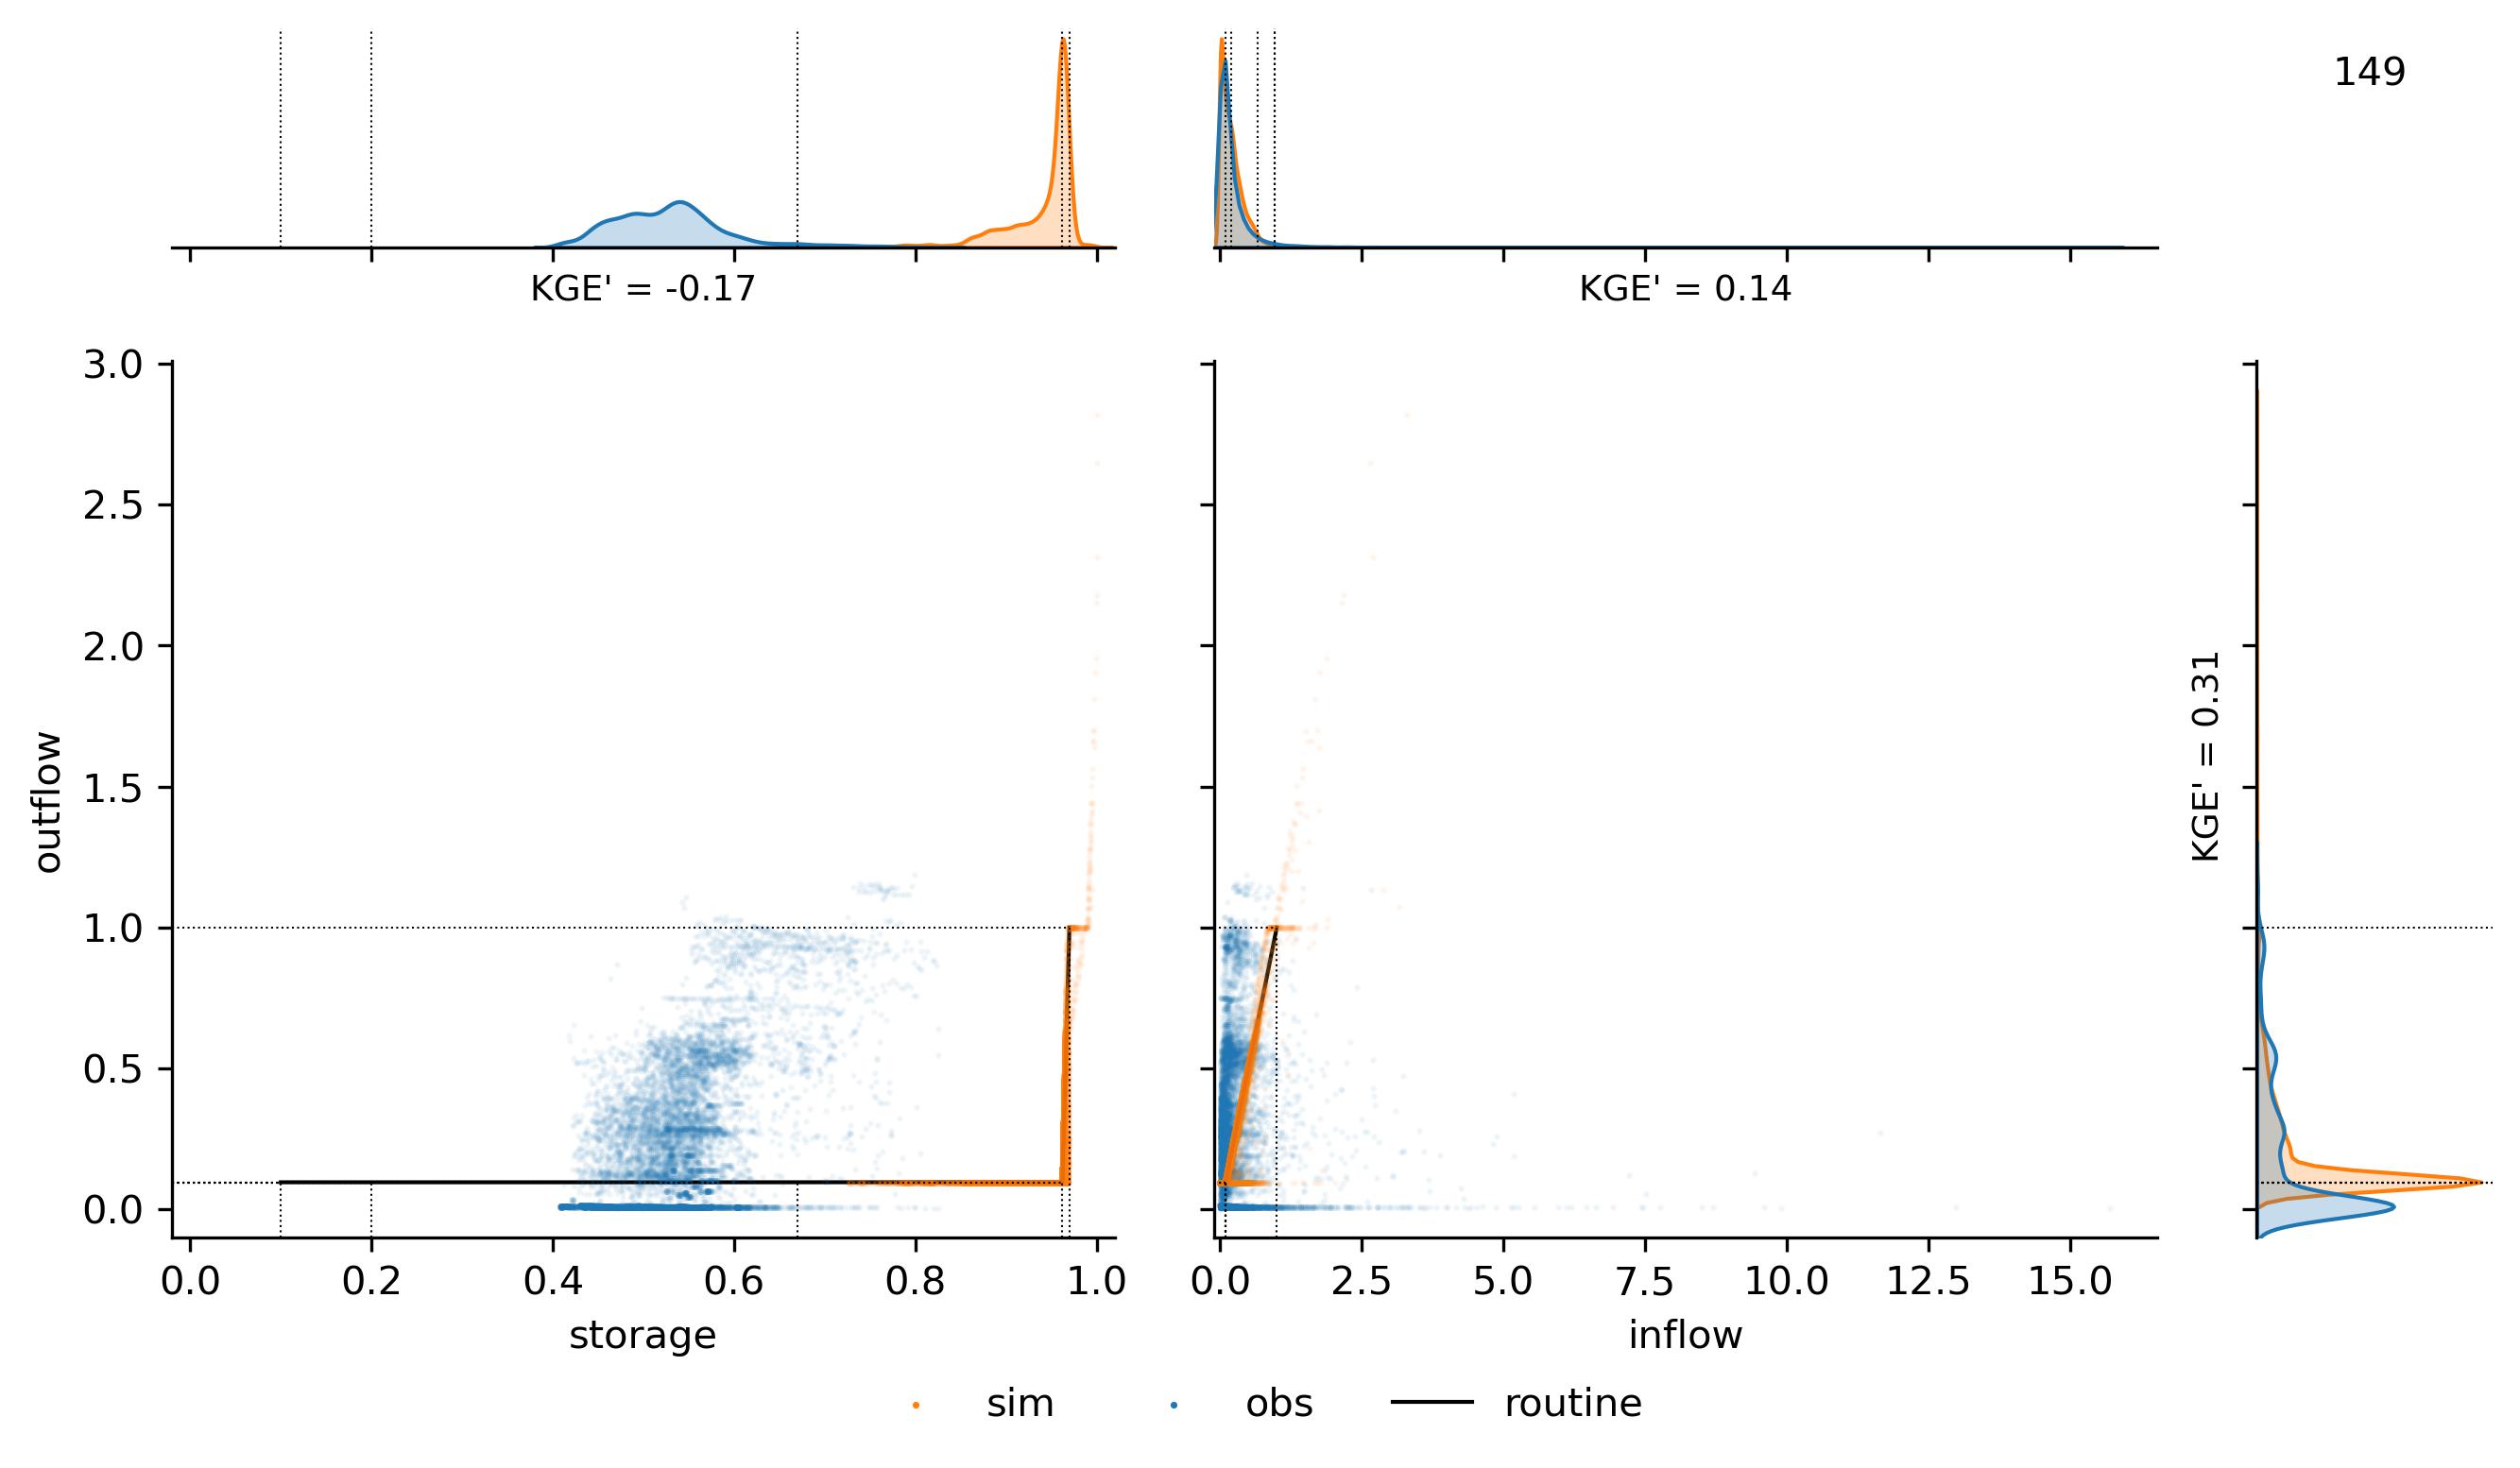 149
KGE' = -0.17
KGE' = 0.14
3.0
2.5
2.0
1.5
1.0
0.5
0.0
outflow
KGE' = 0.31
0.0 0.2 0.4 0.6 0.8 1.0
0.0 2.5 5.0 7.5 10.0 12.5 15.0
storage
inflow
sim obs routine